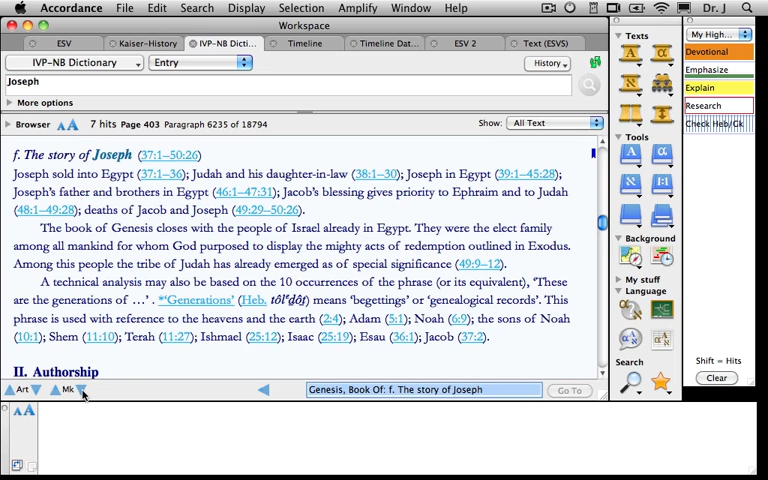 Accordance File Edit Search Display Selection Amplify Window Help Dr. J
Workspace
ESV Kaiser-History IVP-NB Dicti... Timeline Timeline Dat... ESV 2 Text (ESVS)
IVP-NB Dictionary Entry History
Joseph
More options
Browser AA 7 hits Page 403 Paragraph 6235 of 18794 Show: All Text
f. The story of Joseph (37:1–50:26)
Joseph sold into Egypt (37:1–36); Judah and his daughter-in-law (38:1–30); Joseph in Egypt (39:1–45:28);
Joseph's father and brothers in Egypt (46:1–47:31); Jacob's blessing gives priority to Ephraim and to Judah
(48:1–49:28); deaths of Jacob and Joseph (49:29–50:26).
The book of Genesis closes with the people of Israel already in Egypt. They were the elect family
among all mankind for whom God purposed to display the mighty acts of redemption outlined in Exodus.
Among this people the tribe of Judah has already emerged as of special significance (49:9–12).
A technical analysis may also be based on the 10 occurrences of the phrase (or its equivalent), 'These
are the generations of …' . *'Generations' (Heb. tôlᵉḏôṯ) means 'begettings' or 'genealogical records'. This
phrase is used with reference to the heavens and the earth (2:4); Adam (5:1); Noah (6:9); the sons of Noah
(10:1); Shem (11:10); Terah (11:27); Ishmael (25:12); Isaac (25:19); Esau (36:1); Jacob (37:2).
II. Authorship
Art Mk Genesis, Book Of: f. The story of Joseph Go To
AA
Texts
A α
א
Tools
A α
א 1:1
Background
My stuff
Language
Search
My High...
Devotional
Emphasize
Explain
Research
Check Heb/Gk
Shift = Hits
Clear